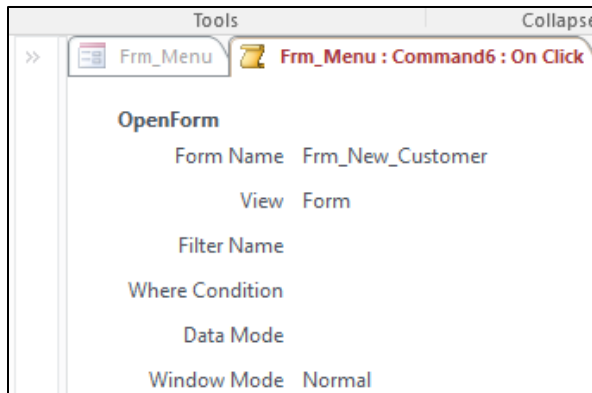 Tools Collapse
» Frm_Menu Frm_Menu : Command6 : On Click
OpenForm
Form Name Frm_New_Customer
View Form
Filter Name
Where Condition
Data Mode
Window Mode Normal